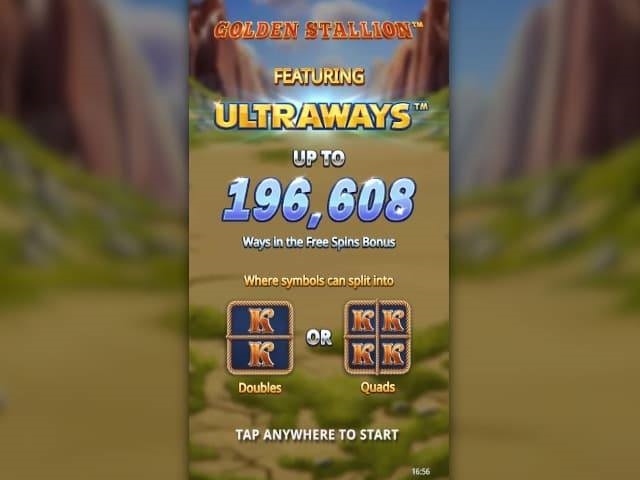 GOLDEN STALLION™
FEATURING
ULTRAWAYS™
UP TO
196,608
Ways in the Free Spins Bonus
Where symbols can split into
K K K
OR
K K K
Doubles Quads
TAP ANYWHERE TO START
16:56